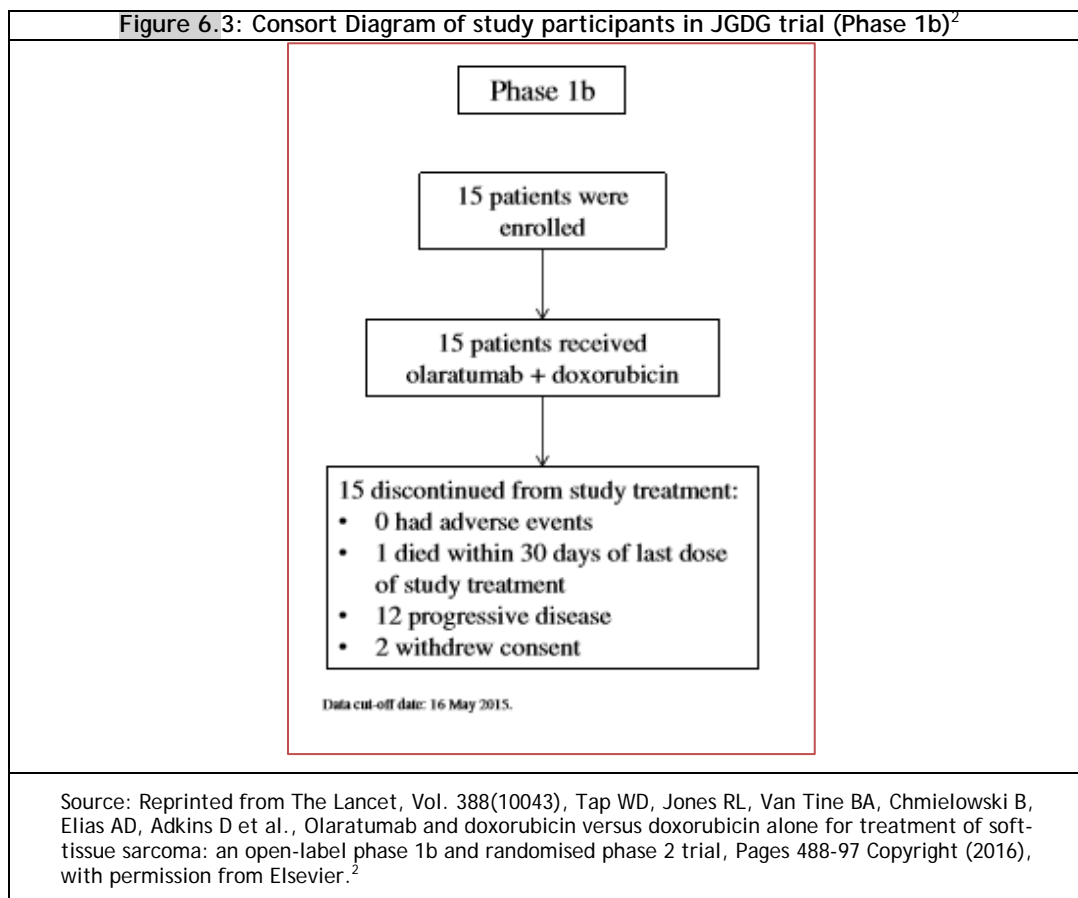 Figure 6.3: Consort Diagram of study participants in JGDG trial (Phase 1b)²
Phase 1b
15 patients were
enrolled
15 patients received
olaratumab + doxorubicin
15 discontinued from study treatment:
• 0 had adverse events
• 1 died within 30 days of last dose
of study treatment
• 12 progressive disease
• 2 withdrew consent
Data cut-off date: 16 May 2015.
Source: Reprinted from The Lancet, Vol. 388(10043), Tap WD, Jones RL, Van Tine BA, Chmielowski B,
Elias AD, Adkins D et al., Olaratumab and doxorubicin versus doxorubicin alone for treatment of soft-
tissue sarcoma: an open-label phase 1b and randomised phase 2 trial, Pages 488-97 Copyright (2016),
with permission from Elsevier.²